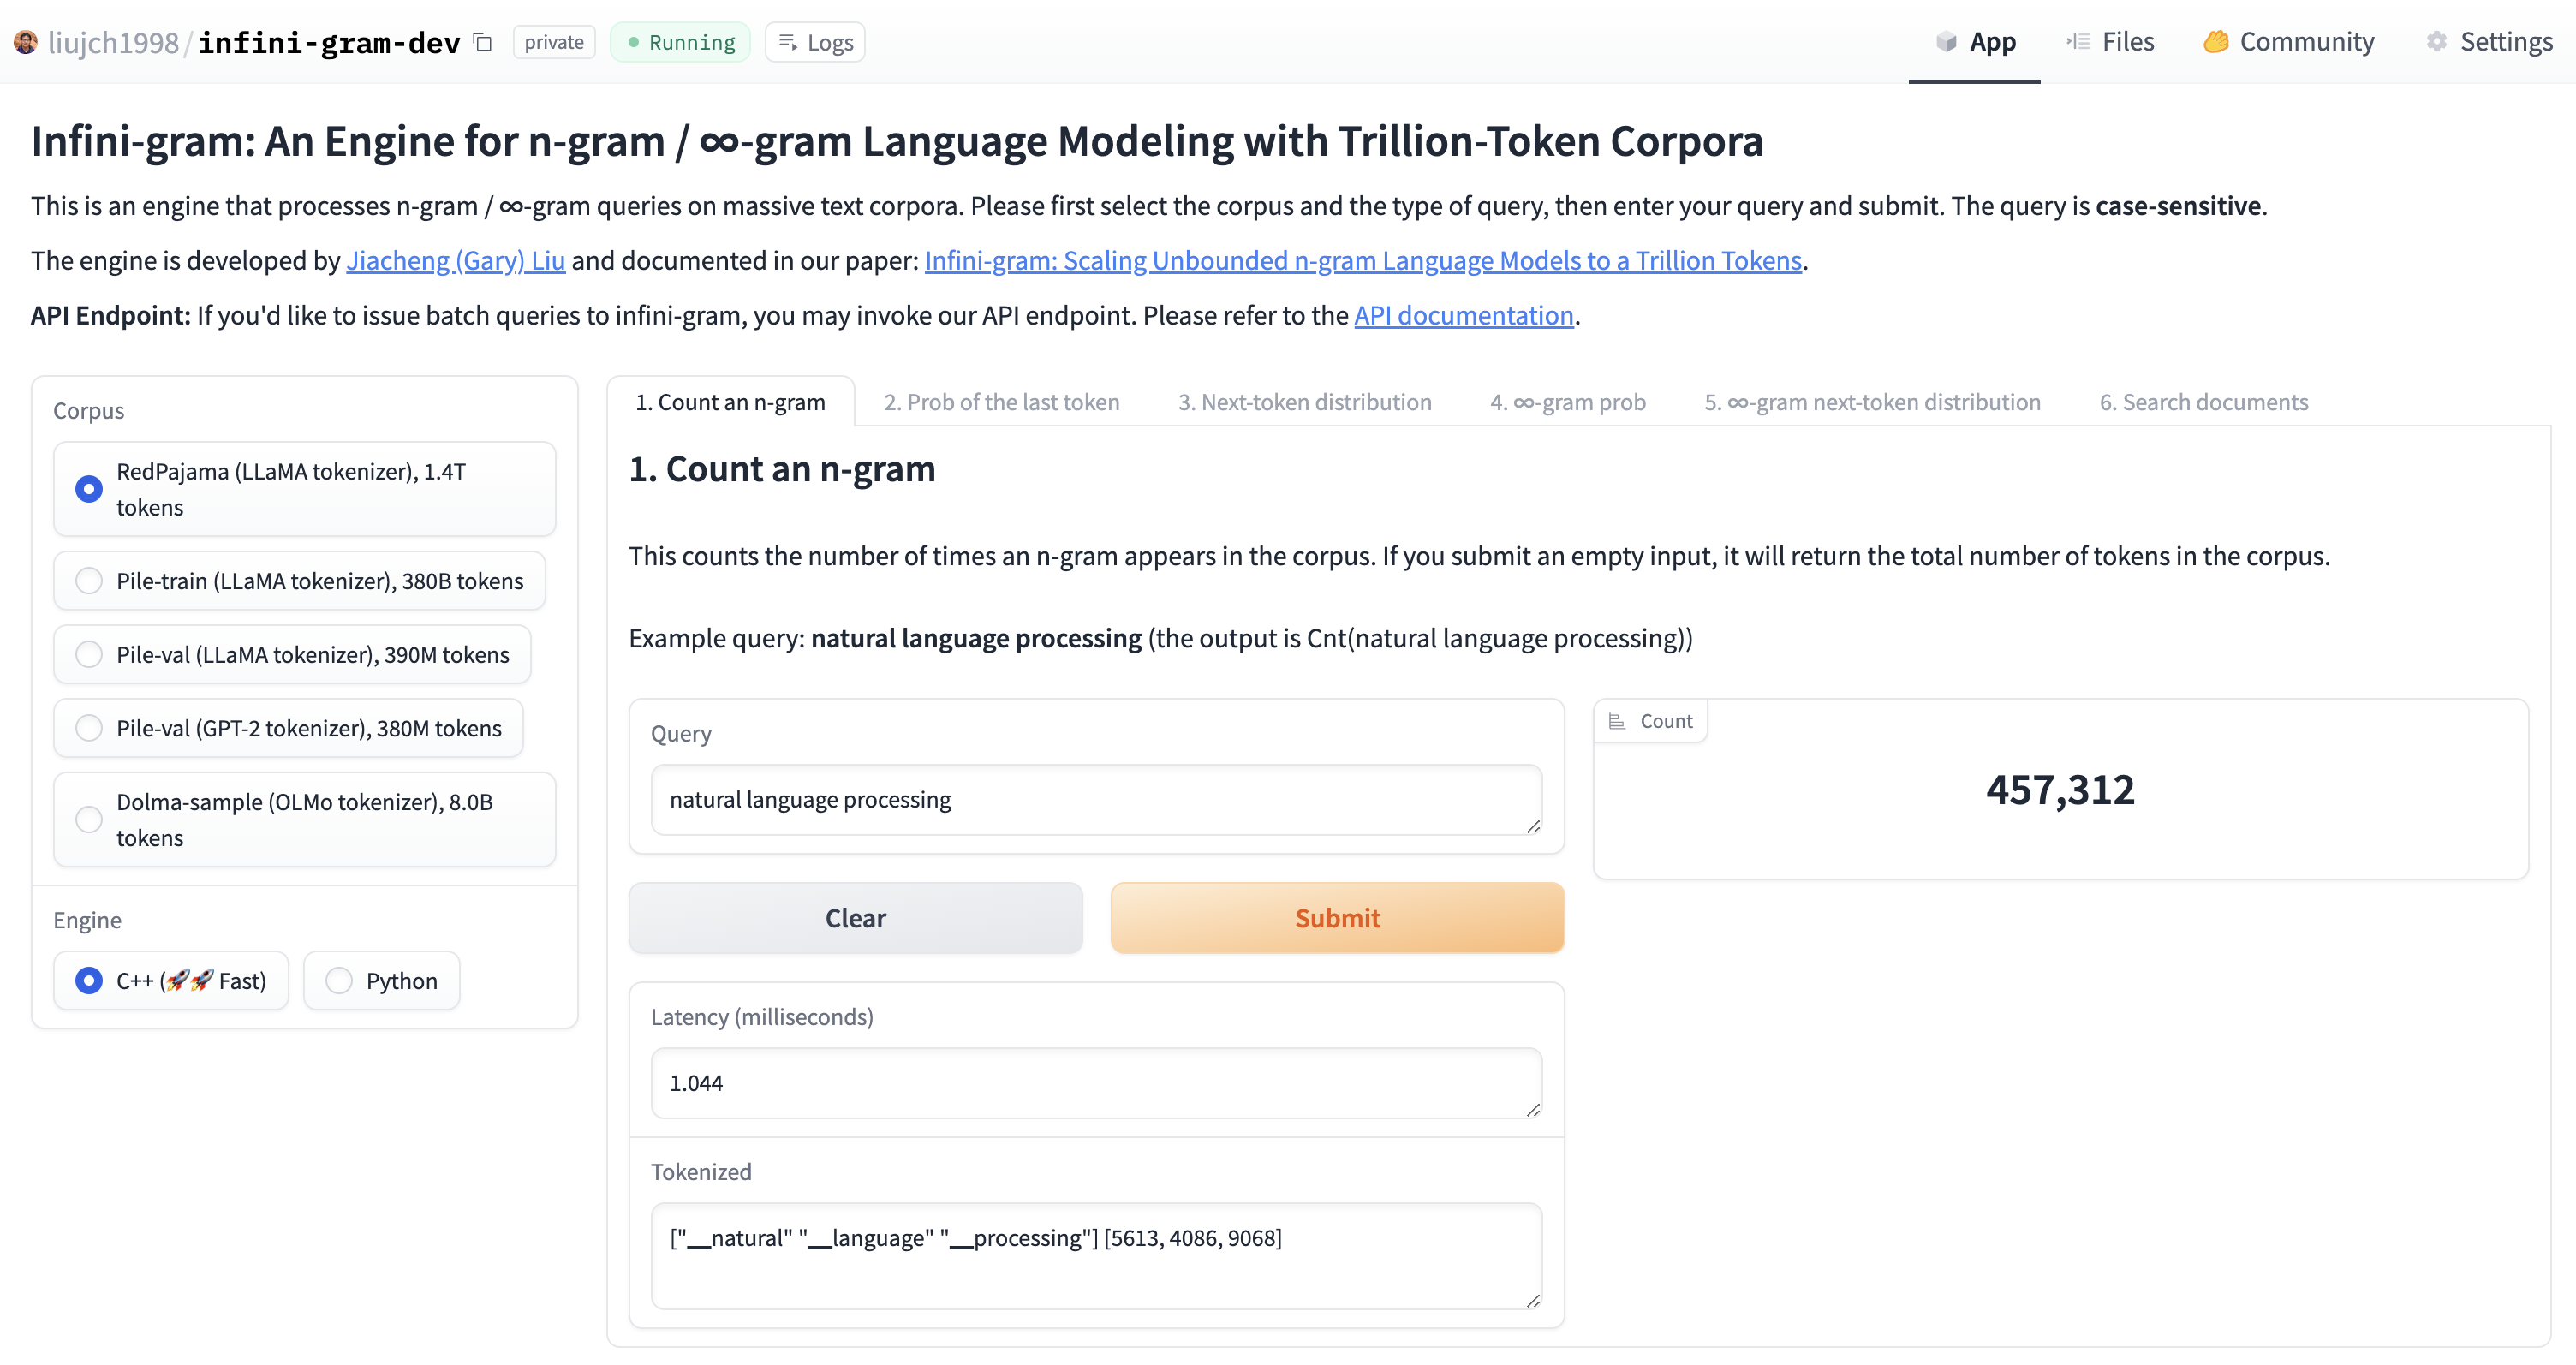 liujch1998/infini-gram-dev private Running Logs App Files Community Settings
Infini-gram: An Engine for n-gram / ∞-gram Language Modeling with Trillion-Token Corpora
This is an engine that processes n-gram / ∞-gram queries on massive text corpora. Please first select the corpus and the type of query, then enter your query and submit. The query is case-sensitive.
The engine is developed by Jiacheng (Gary) Liu and documented in our paper: Infini-gram: Scaling Unbounded n-gram Language Models to a Trillion Tokens.
API Endpoint: If you'd like to issue batch queries to infini-gram, you may invoke our API endpoint. Please refer to the API documentation.
Corpus
RedPajama (LLaMA tokenizer), 1.4T
tokens
Pile-train (LLaMA tokenizer), 380B tokens
Pile-val (LLaMA tokenizer), 390M tokens
Pile-val (GPT-2 tokenizer), 380M tokens
Dolma-sample (OLMo tokenizer), 8.0B
tokens
Engine
C++ (🚀🚀 Fast) Python
1. Count an n-gram 2. Prob of the last token 3. Next-token distribution 4. ∞-gram prob 5. ∞-gram next-token distribution 6. Search documents
1. Count an n-gram
This counts the number of times an n-gram appears in the corpus. If you submit an empty input, it will return the total number of tokens in the corpus.
Example query: natural language processing (the output is Cnt(natural language processing))
Query
natural language processing
Clear Submit
Latency (milliseconds)
1.044
Tokenized
["▁natural" "▁language" "▁processing"] [5613, 4086, 9068]
Count
457,312